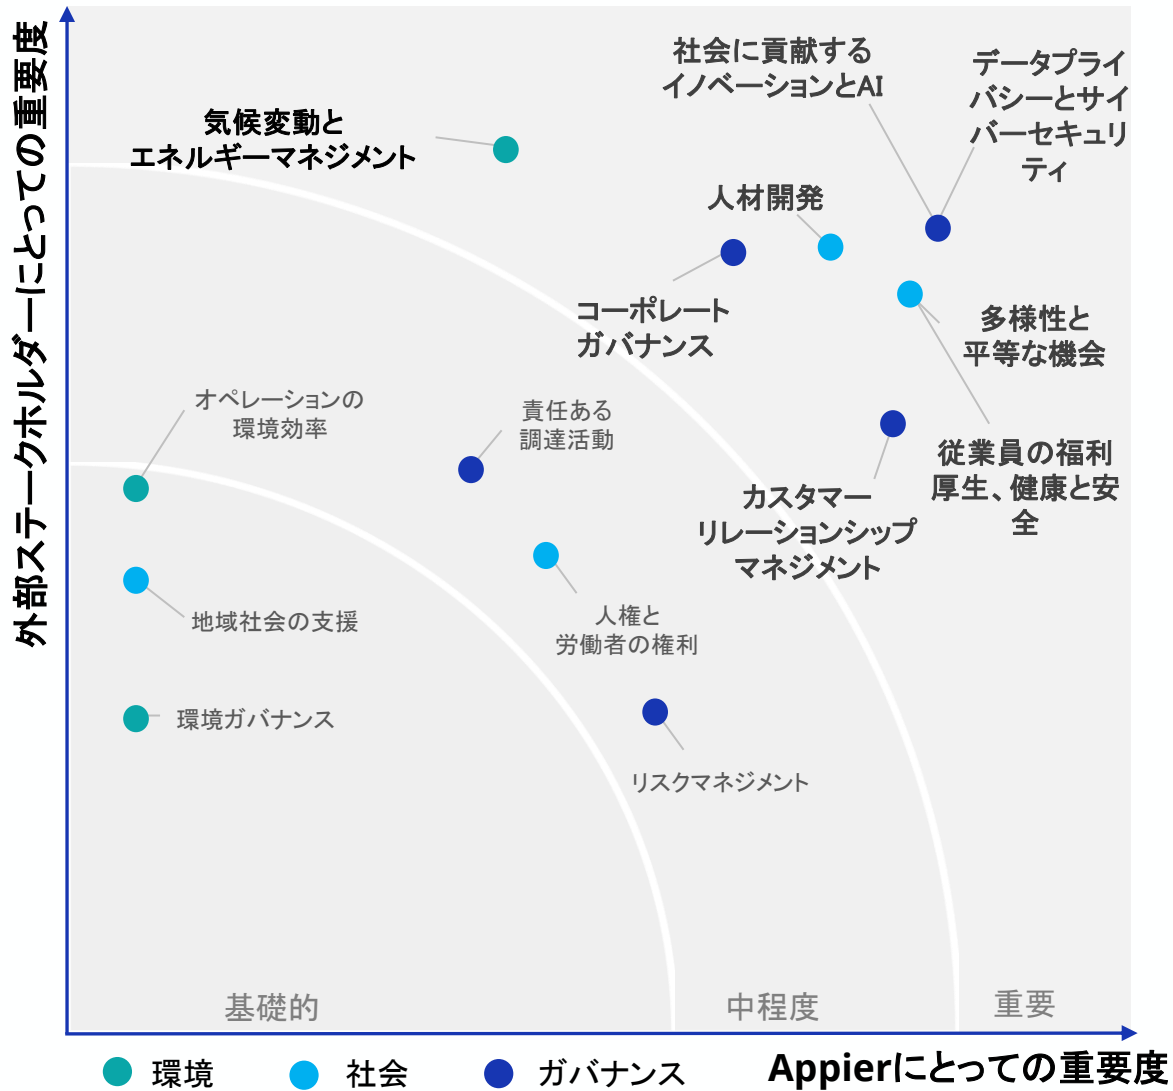 外部ステークホルダーにとっての重要度
社会に貢献する
イノベーションとAI
データプライ
バシーとサイ
バーセキュリ
ティ
気候変動と
エネルギーマネジメント
人材開発
コーポレート
ガバナンス
多様性と
平等な機会
オペレーションの
環境効率
責任ある
調達活動
従業員の福利
厚生、健康と安
全
カスタマー
リレーションシップ
マネジメント
地域社会の支援
人権と
労働者の権利
環境ガバナンス
リスクマネジメント
基礎的
中程度
重要
環境
社会
ガバナンス
Appierにとっての重要度